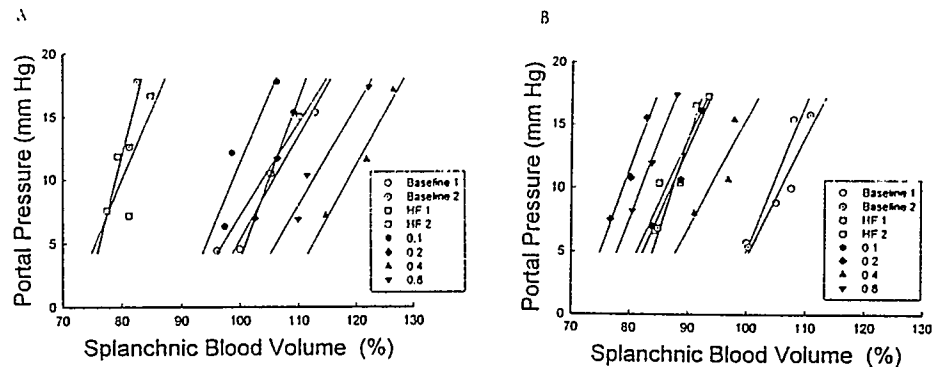 A
Portal Pressure (mm Hg)
20
15
10
5
0
70 80 90 100 110 120 130
Splanchnic Blood Volume (%)
Baseline 1
Baseline 2
HF 1
HF 2
0.1
0 2
0 4
0.8
B
Portal Pressure (mm Hg)
20
15
10
5
0
70 80 90 100 110 120 130
Splanchnic Blood Volume (%)
Baseline 1
Baseline 2
HF 1
HF 2
0 1
0 2
0 4
0 8